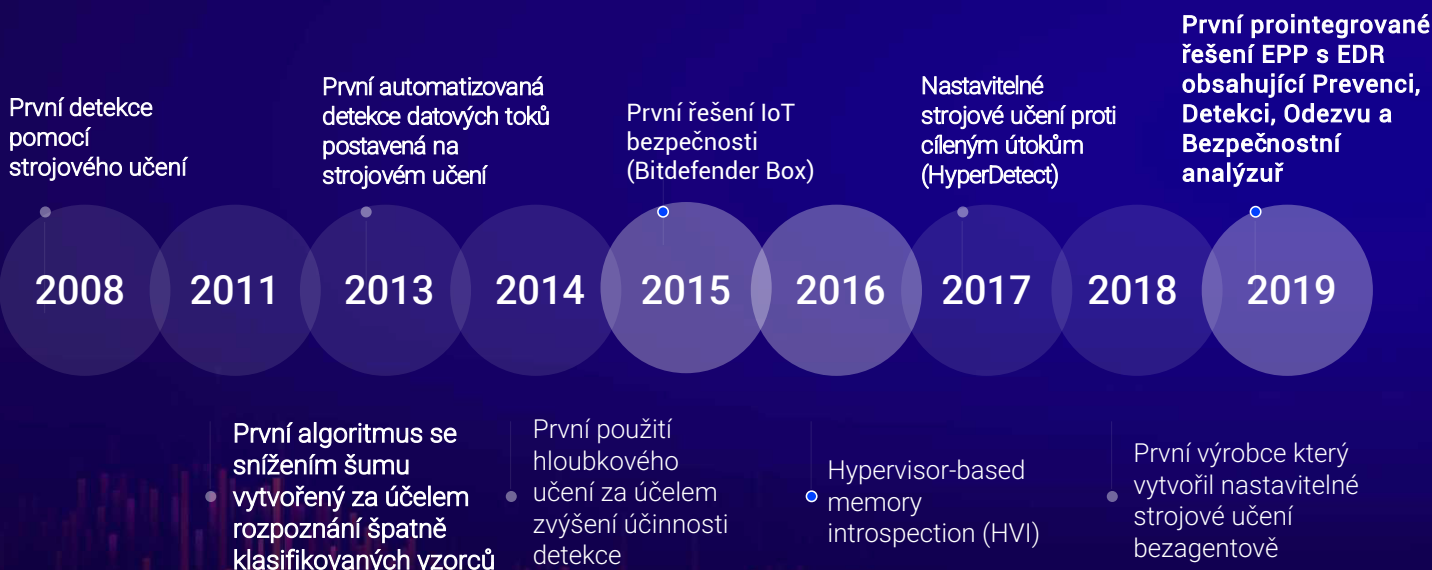 První detekce
pomocí
strojového učení
První automatizovaná
detekce datových toků
postavená na
strojovém učení
První řešení IoT
bezpečnosti
(Bitdefender Box)
Nastavitelné
strojové učení proti
cíleným útokům
(HyperDetect)
První prointegrované
řešení EPP s EDR
obsahující Prevenci,
Detekci, Odezvu a
Bezpečnostní
analýzuř
2008 2011 2013 2014 2015 2016 2017 2018 2019
První algoritmus se
snížením šumu
vytvořený za účelem
rozpoznání špatně
klasifikovaných vzorců
První použití
hloubkového
učení za účelem
zvýšení účinnosti
detekce
Hypervisor-based
memory
introspection (HVI)
První výrobce který
vytvořil nastavitelné
strojové učení
bezagentově